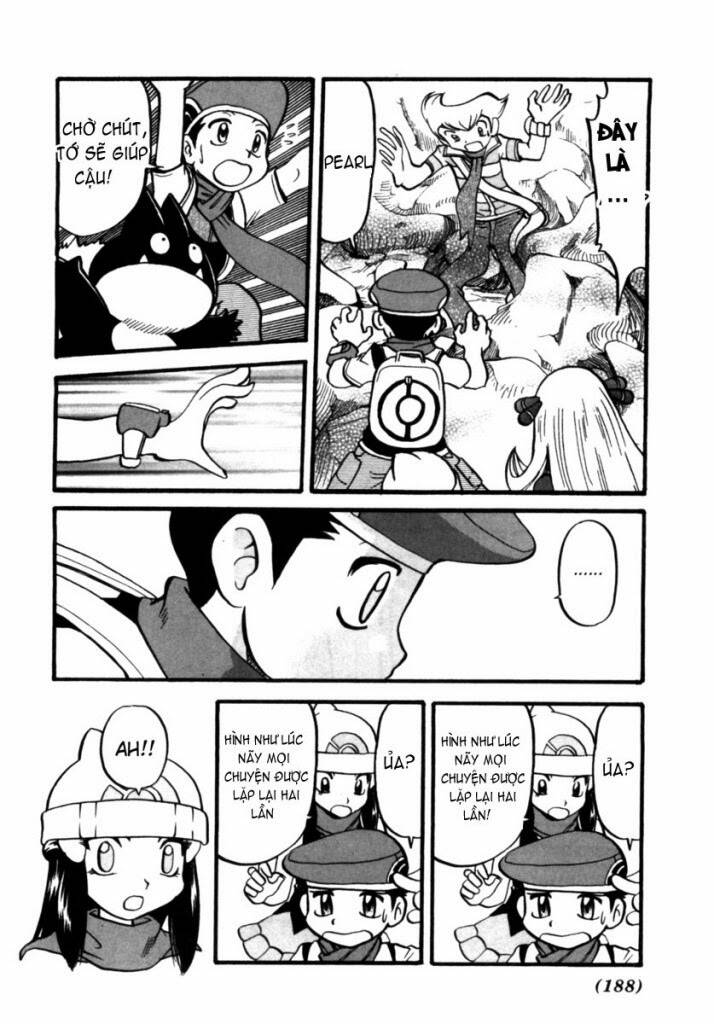 ĐÂY
LÀ
...
PEARL
CHỜ CHÚT,
TỚ SẼ GIÚP
CẬU!
......
ỦA?
HÌNH NHƯ LÚC
NÃY MỌI
CHUYỆN ĐƯỢC
LẶP LẠI HAI
LẦN!
ỦA?
HÌNH NHƯ LÚC
NÃY MỌI
CHUYỆN ĐƯỢC
LẶP LẠI HAI
LẦN
AH!!
(188)